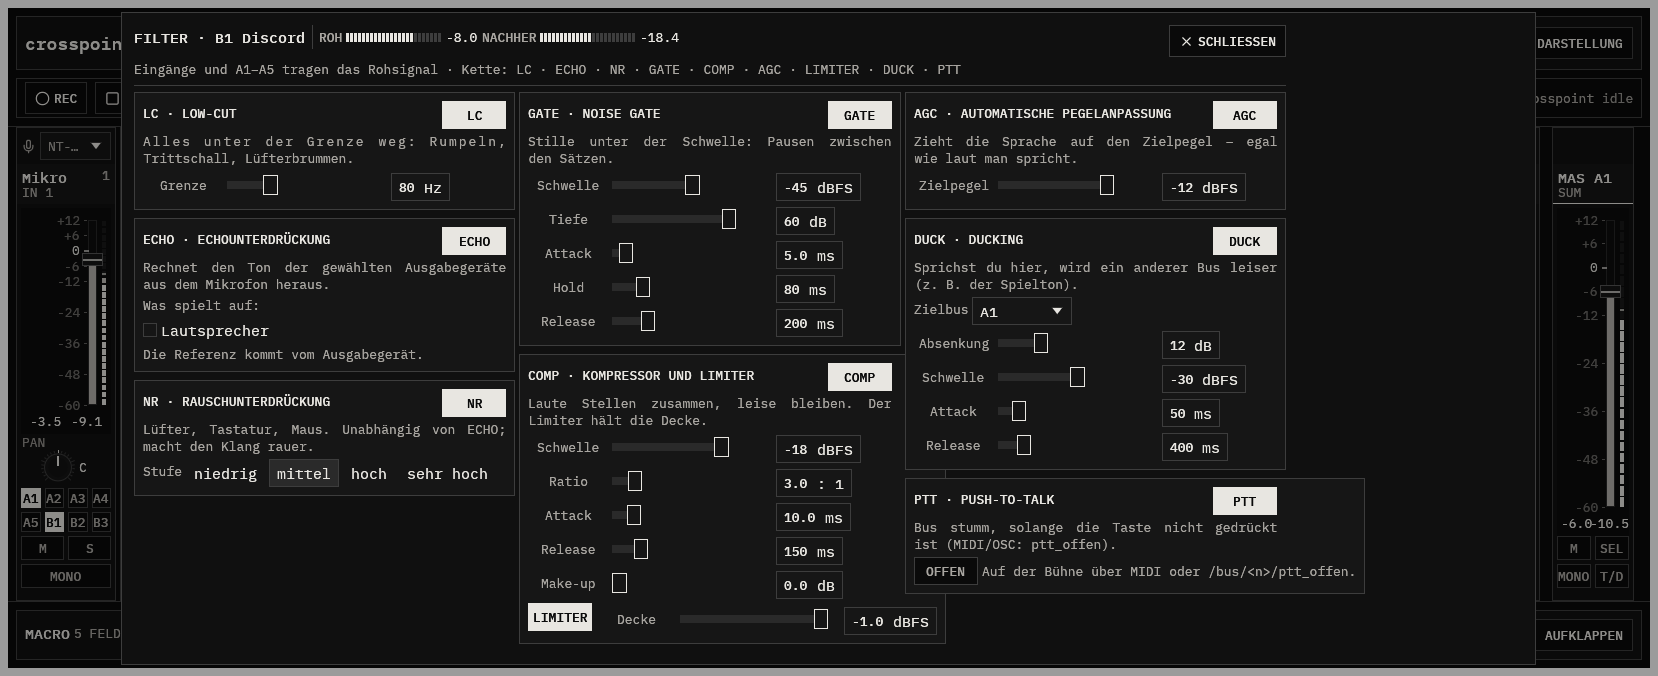 crosspoin
FILTER · B1 Discord
ROH
-8.0
NACHHER
-18.4
SCHLIESSEN
DARSTELLUNG
Eingänge und A1–A5 tragen das Rohsignal · Kette: LC · ECHO · NR · GATE · COMP · AGC · LIMITER · DUCK · PTT
REC
sspoint idle
NT-…
Mikro 1
IN 1
+12
+6
0
-6
-12
-24
-36
-48
-60
-3.5 -9.1
PAN
C
A1 A2 A3 A4
A5 B1 B2 B3
M S
MONO
MACRO 5 FELD
LC · LOW-CUT
LC
Alles unter der Grenze weg: Rumpeln,
Trittschall, Lüfterbrummen.
Grenze 80 Hz
ECHO · ECHOUNTERDRÜCKUNG
ECHO
Rechnet den Ton der gewählten Ausgabegeräte
aus dem Mikrofon heraus.
Was spielt auf:
Lautsprecher
Die Referenz kommt vom Ausgabegerät.
NR · RAUSCHUNTERDRÜCKUNG
NR
Lüfter, Tastatur, Maus. Unabhängig von ECHO;
macht den Klang rauer.
Stufe niedrig mittel hoch sehr hoch
GATE · NOISE GATE
GATE
Stille unter der Schwelle: Pausen zwischen
den Sätzen.
Schwelle -45 dBFS
Tiefe 60 dB
Attack 5.0 ms
Hold 80 ms
Release 200 ms
COMP · KOMPRESSOR UND LIMITER
COMP
Laute Stellen zusammen, leise bleiben. Der
Limiter hält die Decke.
Schwelle -18 dBFS
Ratio 3.0 : 1
Attack 10.0 ms
Release 150 ms
Make-up 0.0 dB
LIMITER Decke -1.0 dBFS
AGC · AUTOMATISCHE PEGELANPASSUNG
AGC
Zieht die Sprache auf den Zielpegel – egal
wie laut man spricht.
Zielpegel -12 dBFS
DUCK · DUCKING
DUCK
Sprichst du hier, wird ein anderer Bus leiser
(z. B. der Spielton).
Zielbus A1
Absenkung 12 dB
Schwelle -30 dBFS
Attack 50 ms
Release 400 ms
PTT · PUSH-TO-TALK
PTT
Bus stumm, solange die Taste nicht gedrückt
ist (MIDI/OSC: ptt_offen).
OFFEN Auf der Bühne über MIDI oder /bus/<n>/ptt_offen.
MAS A1
SUM
+12
+6
0
-6
-12
-24
-36
-48
-60
-6.0 -10.5
M SEL
MONO T/D
AUFKLAPPEN